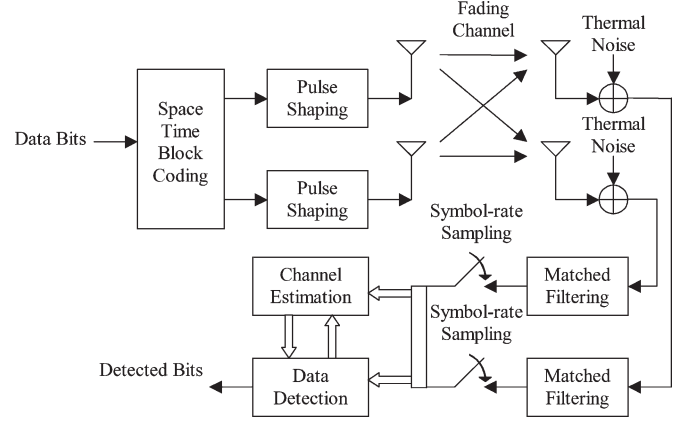 Fading
Channel
Thermal
Noise
Pulse
Shaping
Space
Time
Block
Coding
Data Bits
Thermal
Noise
Pulse
Shaping
Symbol-rate
Sampling
Channel
Estimation
Matched
Filtering
Symbol-rate
Sampling
Detected Bits
Data
Detection
Matched
Filtering